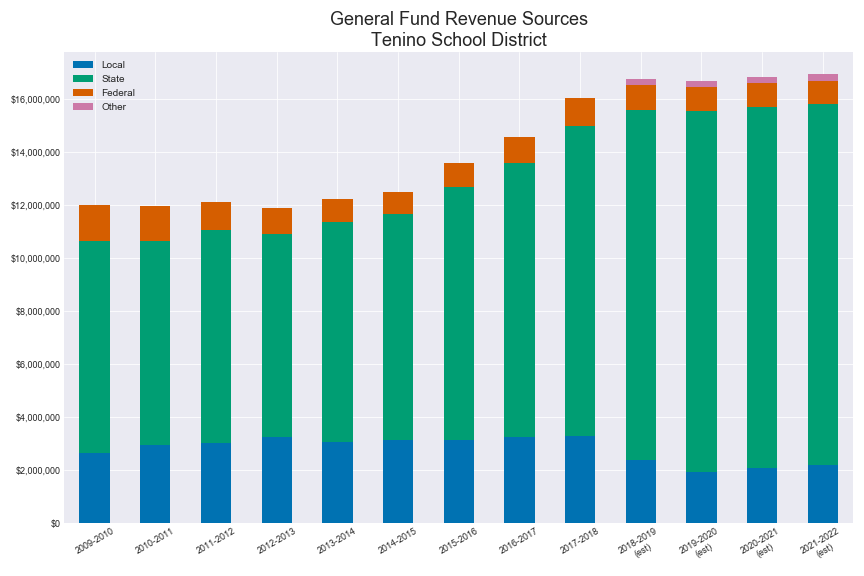 General Fund Revenue Sources
Tenino School District
Local
State
Federal
Other
$16,000,000
$14,000,000
$12,000,000
$10,000,000
$8,000,000
$6,000,000
$4,000,000
$2,000,000
$0
2009-2010
2010-2011
2011-2012
2012-2013
2013-2014
2014-2015
2015-2016
2016-2017
2017-2018
2018-2019
(est)
2019-2020
(est)
2020-2021
(est)
2021-2022
(est)